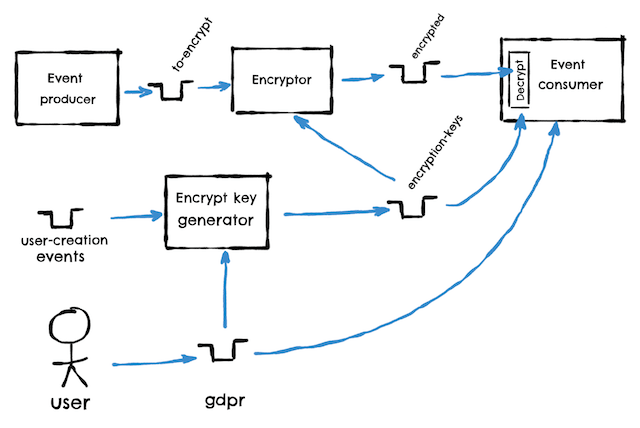 to-encrypt
encrypted
Event
producer
Encryptor
Decrypt
Event
consumer
encryption-keys
Encrypt key
generator
user-creation
events
user
gdpr